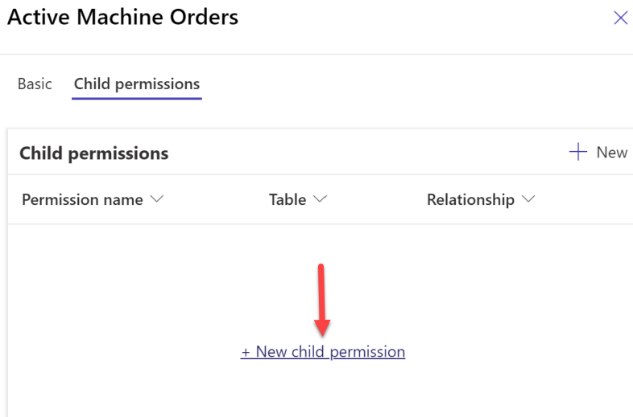 Active Machine Orders
Basic Child permissions
Child permissions + New
Permission name Table Relationship
+ New child permission